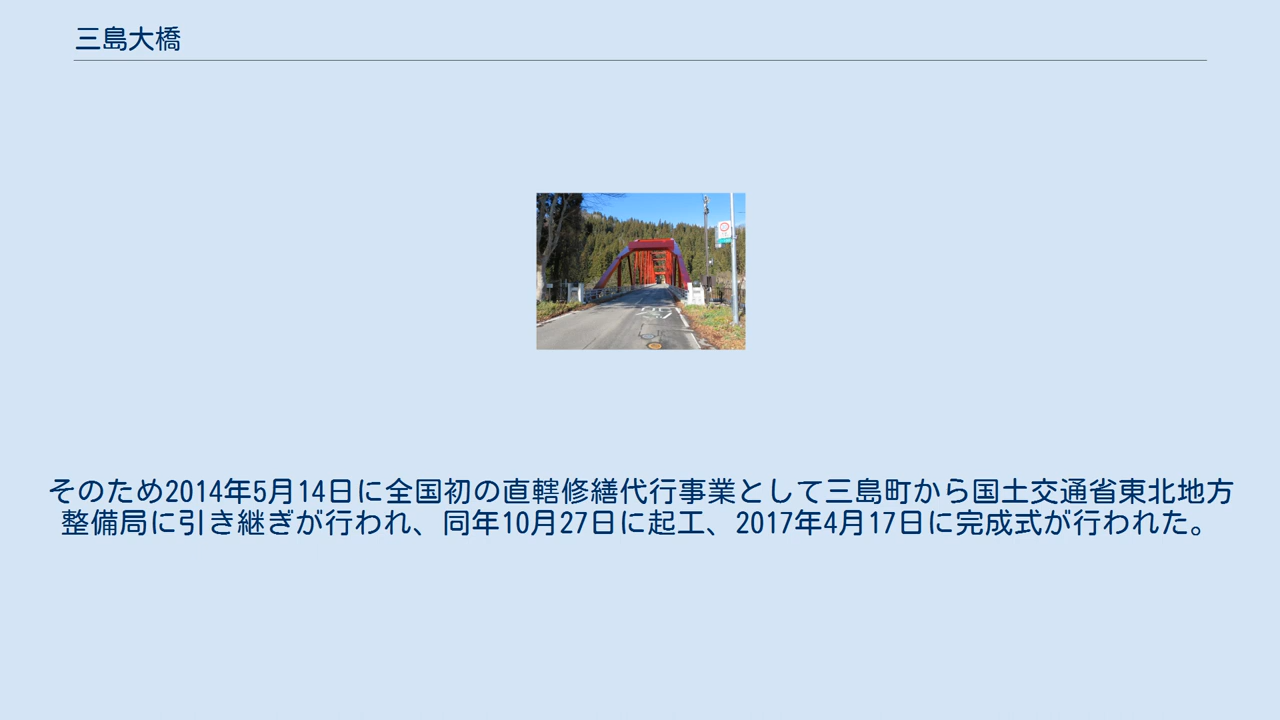 三島大橋
そのため2014年5月14日に全国初の直轄修繕代行事業として三島町から国土交通省東北地方
整備局に引き継ぎが行われ、同年10月27日に起工、2017年4月17日に完成式が行われた。